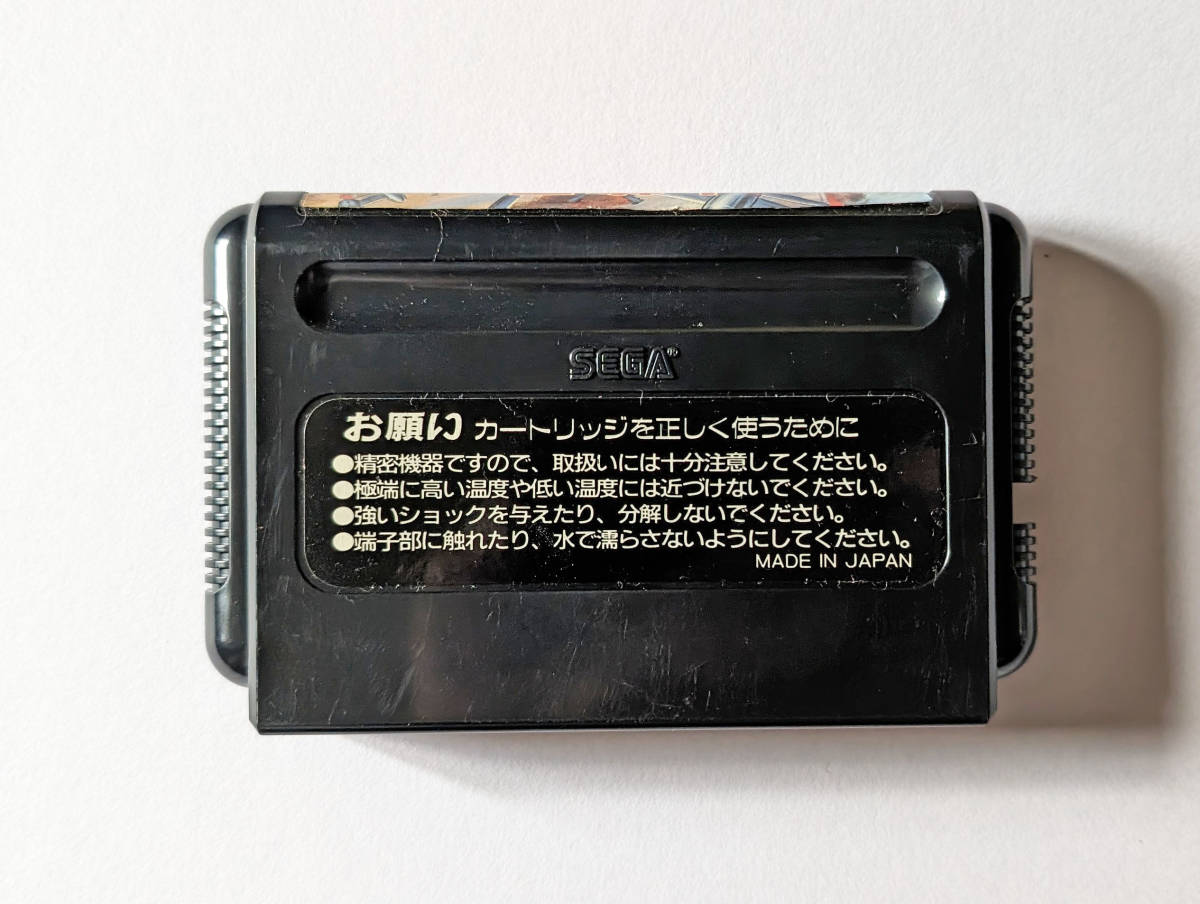 SEGA®
お願い カートリッジを正しく使うために
●精密機器ですので、取扱いには十分注意してください。
●極端に高い温度や低い温度には近づけないでください。
●強いショックを与えたり、分解しないでください。
●端子部に触れたり、水で濡らさないようにしてください。
MADE IN JAPAN